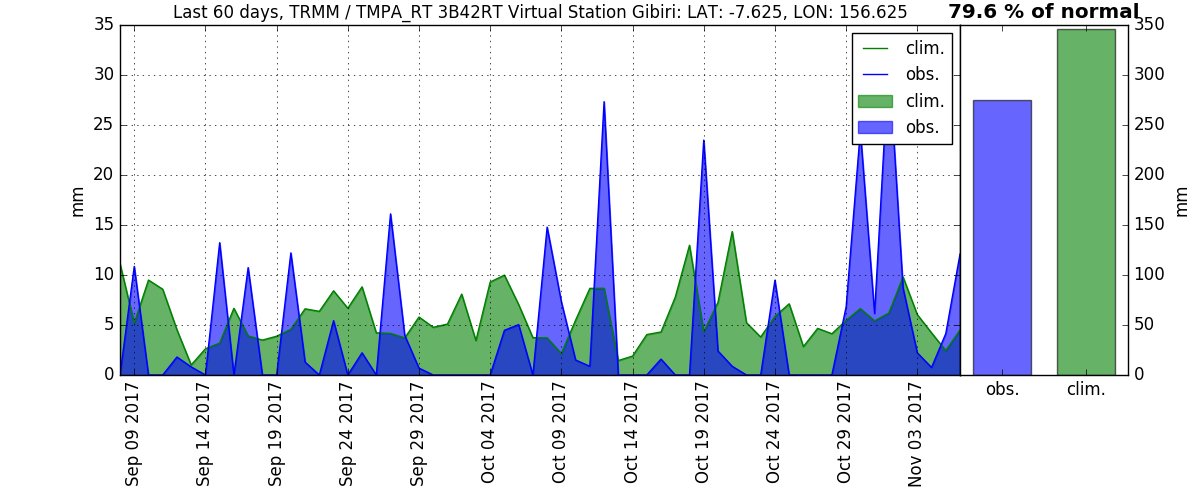 Last 60 days, TRMM / TMPA_RT 3B42RT Virtual Station Gibiri: LAT: -7.625, LON: 156.625
79.6 % of normal
35
30
25
20
15
10
5
0
mm
clim.
obs.
clim.
obs.
350
300
250
200
150
100
50
0
mm
Sep 09 2017
Sep 14 2017
Sep 19 2017
Sep 24 2017
Sep 29 2017
Oct 04 2017
Oct 09 2017
Oct 14 2017
Oct 19 2017
Oct 24 2017
Oct 29 2017
Nov 03 2017
obs.
clim.